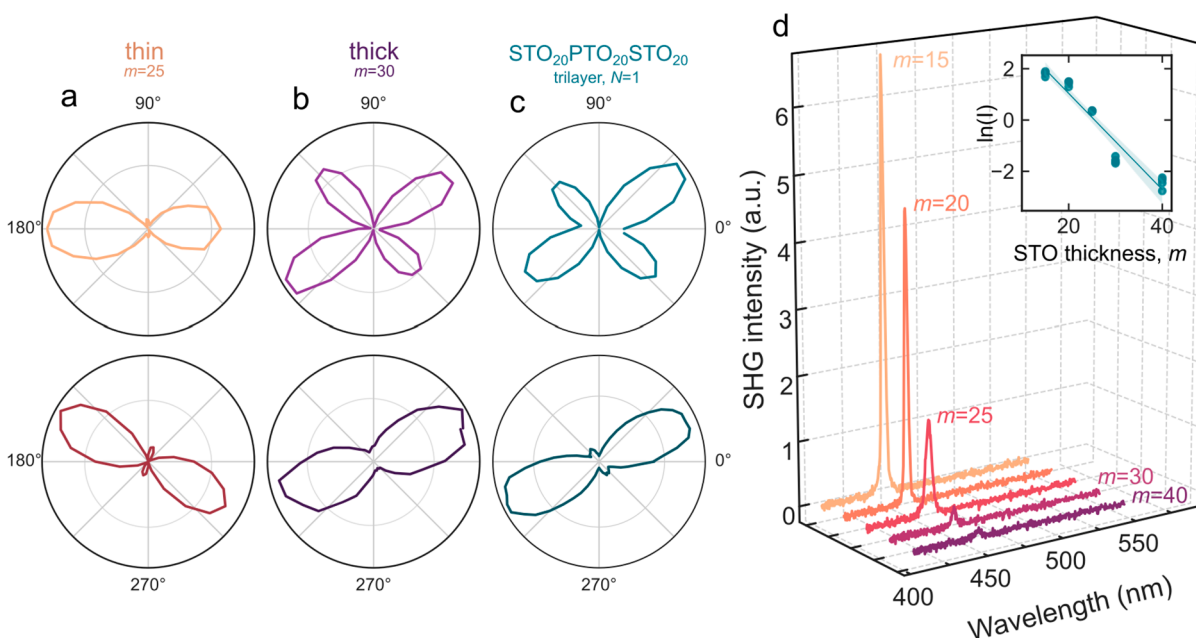 thin
m=25
a
90°
180°
thick
m=30
b
90°
STO₂₀PTO₂₀STO₂₀
trilayer, N=1
c
90°
0°
180°
270°
270°
0°
270°
d
SHG intensity (a.u.)
6
5
4
3
2
1
0
m=15
m=20
m=25
m=30
m=40
400
450
500
550
Wavelength (nm)
ln(I)
2
0
−2
20
40
STO thickness, m